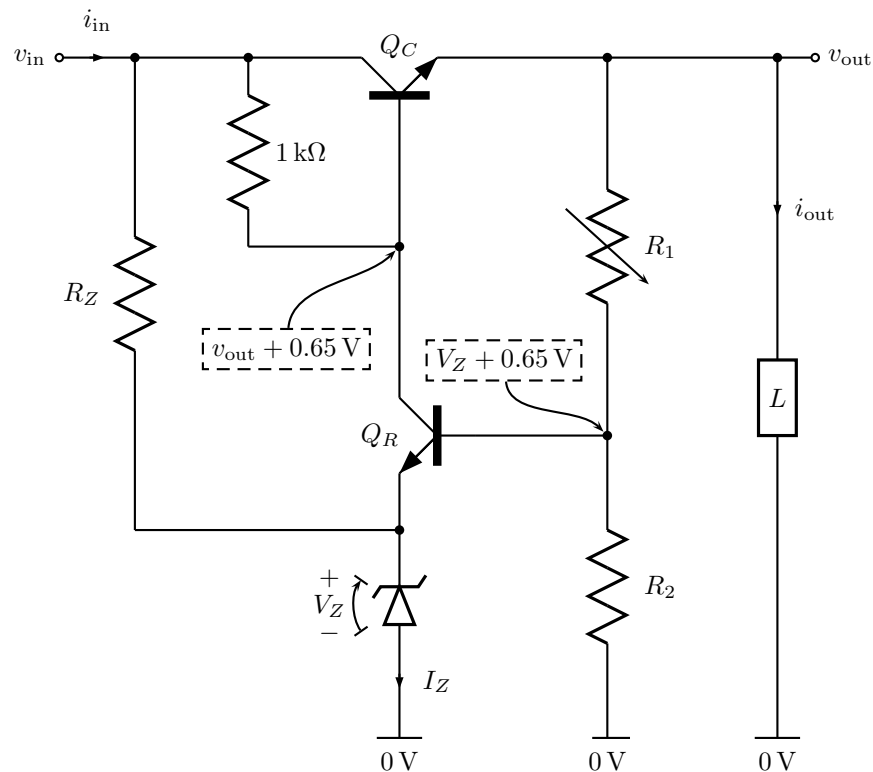 i_in
v_in
Q_C
v_out
1 kΩ
i_out
R_1
R_Z
v_out + 0.65 V
V_Z + 0.65 V
L
Q_R
+
V_Z
−
R_2
I_Z
0 V
0 V
0 V